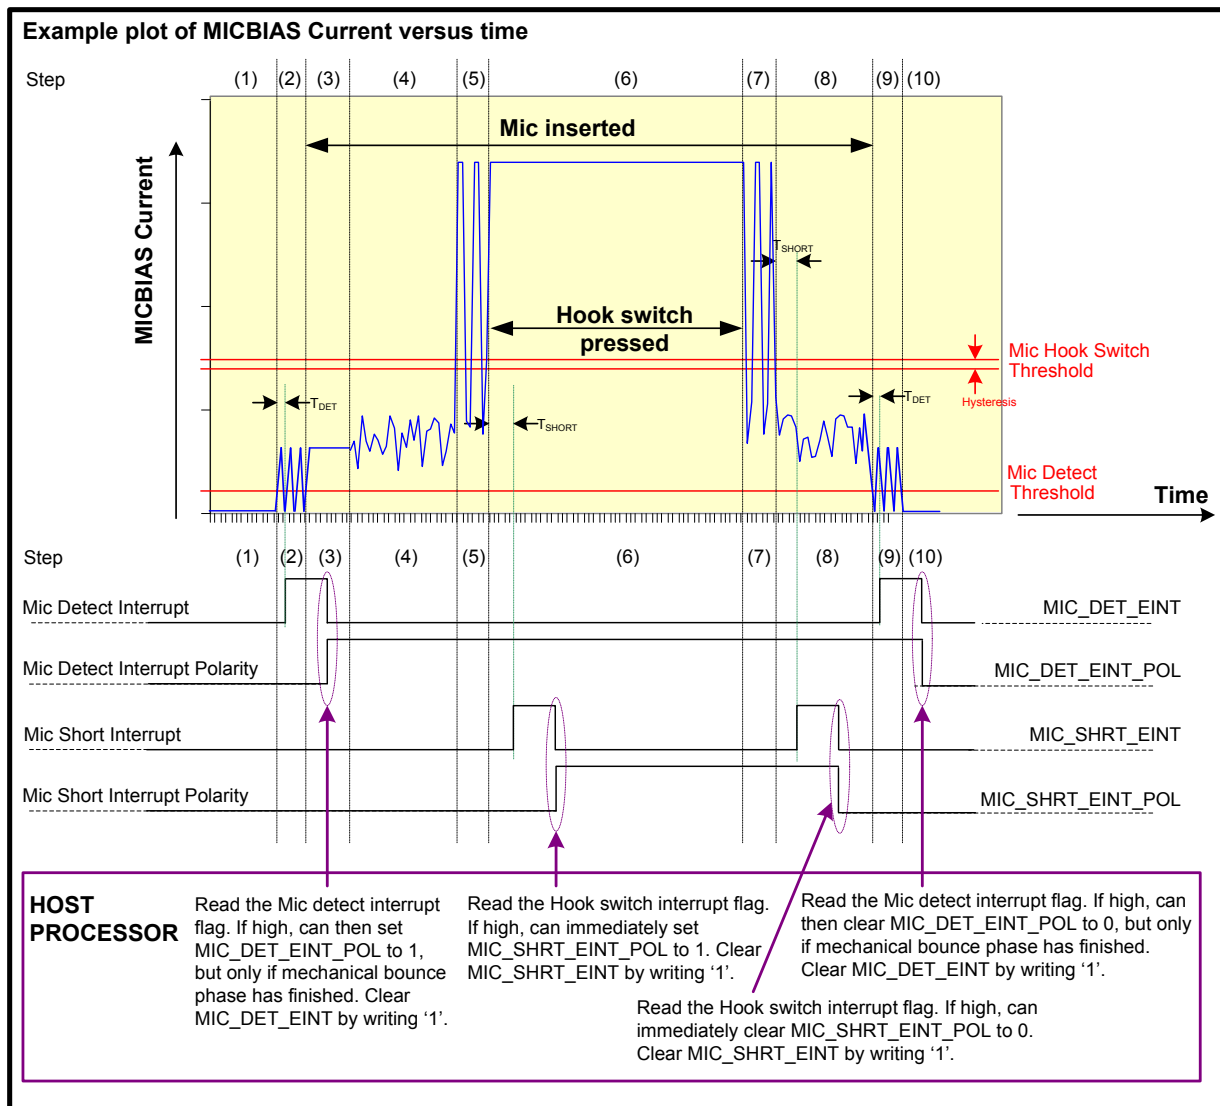 Example plot of MICBIAS Current versus time
Step
(1) (2) (3) (4) (5) (6) (7) (8) (9) (10)
Mic inserted
MICBIAS Current
TSHORT
Hook switch
pressed
Mic Hook Switch
Threshold
Hysteresis
TDET
TSHORT
TDET
Mic Detect
Threshold
Time
Step
(1) (2) (3) (4) (5) (6) (7) (8) (9) (10)
Mic Detect Interrupt
MIC_DET_EINT
Mic Detect Interrupt Polarity
MIC_DET_EINT_POL
Mic Short Interrupt
MIC_SHRT_EINT
Mic Short Interrupt Polarity
MIC_SHRT_EINT_POL
HOST
PROCESSOR
Read the Mic detect interrupt
flag. If high, can then set
MIC_DET_EINT_POL to 1,
but only if mechanical bounce
phase has finished. Clear
MIC_DET_EINT by writing ‘1’.
Read the Hook switch interrupt flag.
If high, can immediately set
MIC_SHRT_EINT_POL to 1. Clear
MIC_SHRT_EINT by writing ‘1’.
Read the Mic detect interrupt flag. If high, can
then clear MIC_DET_EINT_POL to 0, but only
if mechanical bounce phase has finished.
Clear MIC_DET_EINT by writing ‘1’.
Read the Hook switch interrupt flag. If high, can
immediately clear MIC_SHRT_EINT_POL to 0.
Clear MIC_SHRT_EINT by writing ‘1’.